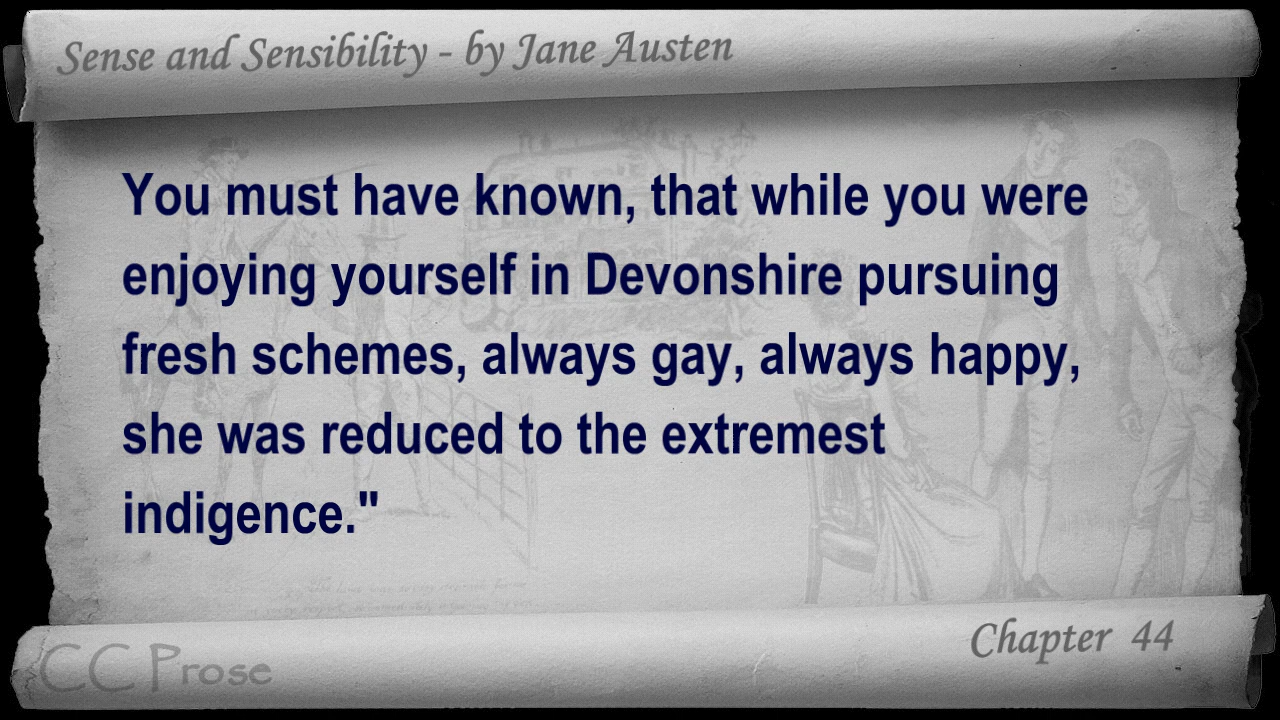 Sense and Sensibility - by Jane Austen
You must have known, that while you were
enjoying yourself in Devonshire pursuing
fresh schemes, always gay, always happy,
she was reduced to the extremest
indigence."
Chapter 44
CC Prose